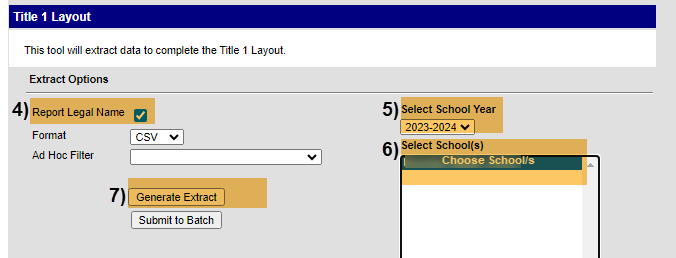 Title 1 Layout
This tool will extract data to complete the Title 1 Layout.
Extract Options
4) Report Legal Name
Format CSV
Ad Hoc Filter
7) Generate Extract
Submit to Batch
5) Select School Year
2023-2024
6) Select School(s)
Choose School/s